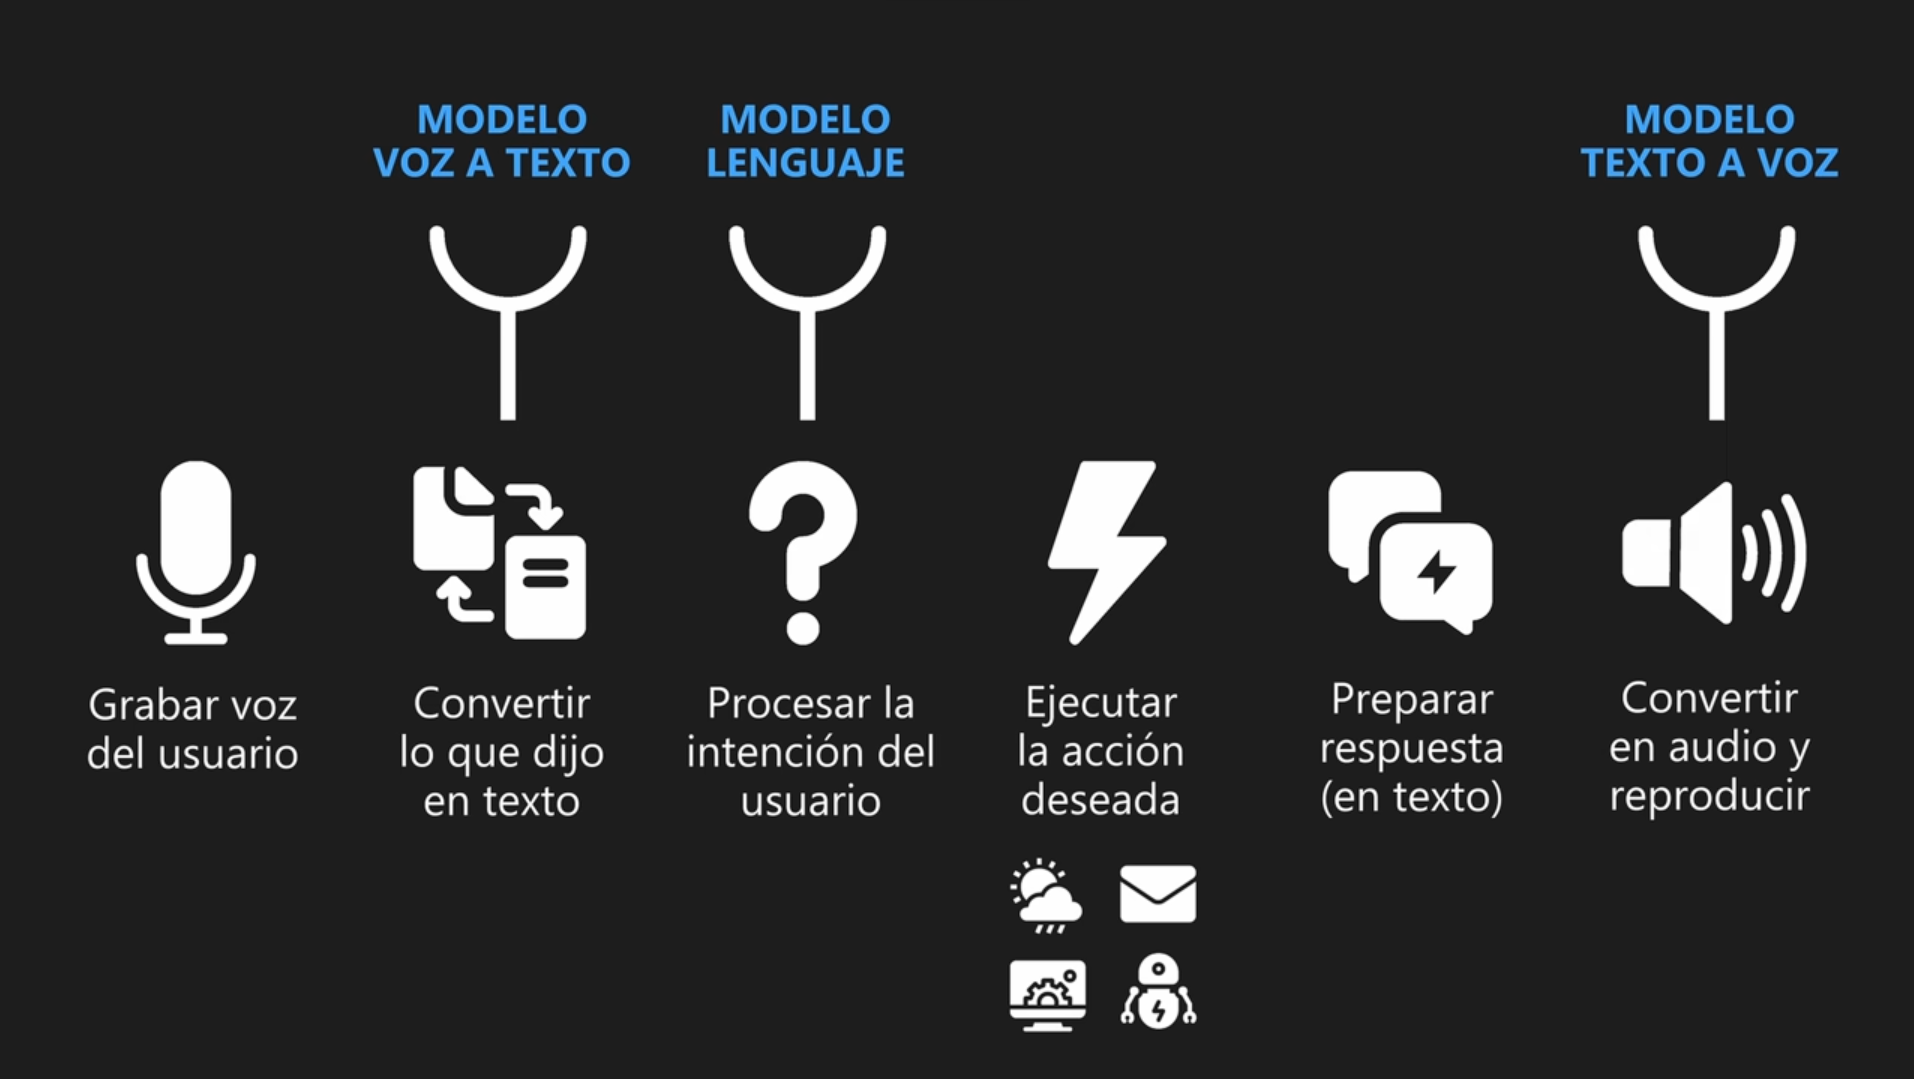 MODELO
VOZ A TEXTO
MODELO
LENGUAJE
MODELO
TEXTO A VOZ
Grabar voz
del usuario
Convertir
lo que dijo
en texto
Procesar la
intención del
usuario
Ejecutar
la acción
deseada
Preparar
respuesta
(en texto)
Convertir
en audio y
reproducir